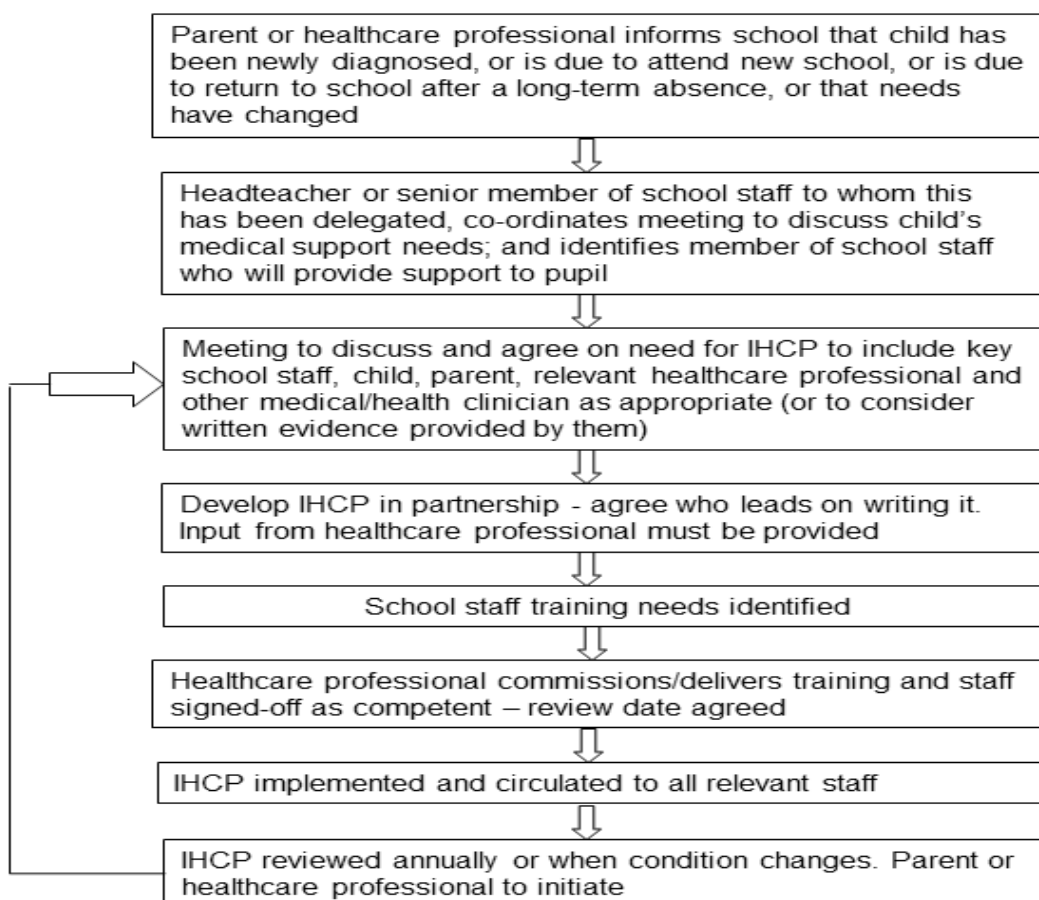 Parent or healthcare professional informs school that child has
been newly diagnosed, or is due to attend new school, or is due
to return to school after a long-term absence, or that needs
have changed
Headteacher or senior member of school staff to whom this
has been delegated, co-ordinates meeting to discuss child's
medical support needs; and identifies member of school staff
who will provide support to pupil
Meeting to discuss and agree on need for IHCP to include key
school staff, child, parent, relevant healthcare professional and
other medical/health clinician as appropriate (or to consider
written evidence provided by them)
Develop IHCP in partnership - agree who leads on writing it.
Input from healthcare professional must be provided
School staff training needs identified
Healthcare professional commissions/delivers training and staff
signed-off as competent – review date agreed
IHCP implemented and circulated to all relevant staff
IHCP reviewed annually or when condition changes. Parent or
healthcare professional to initiate